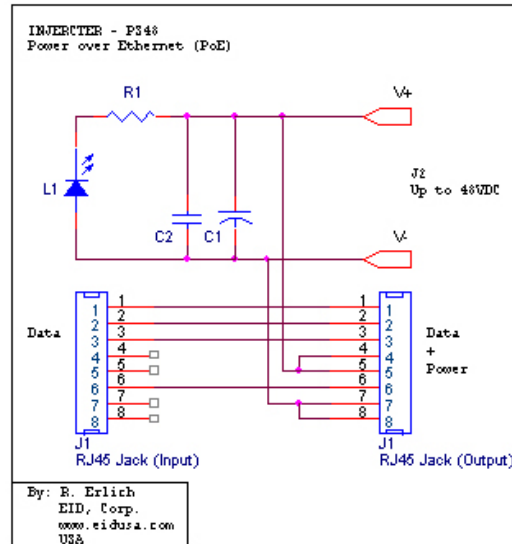 INJERCTER - PS48
Power over Ethernet (PoE)
R1
V+
L1
J2
Up to 48VDC
C2
C1
V-
1 1
2 2
3 3
4 4
5 5
6 6
7 7
8 8
Data
J1
RJ45 Jack (Input)
1 1
2 2
3 3
4 4
5 5
6 6
7 7
8 8
Data
+
Power
J1
RJ45 Jack (Output)
By: R. Erlich
EID, Corp.
www.eidusa.com
USA